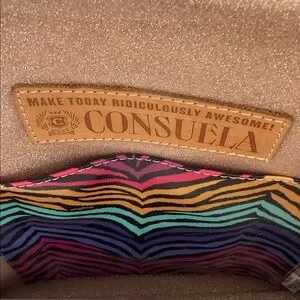 MAKE TODAY RIDICULOUSLY AWESOME!
C
CONSUELA